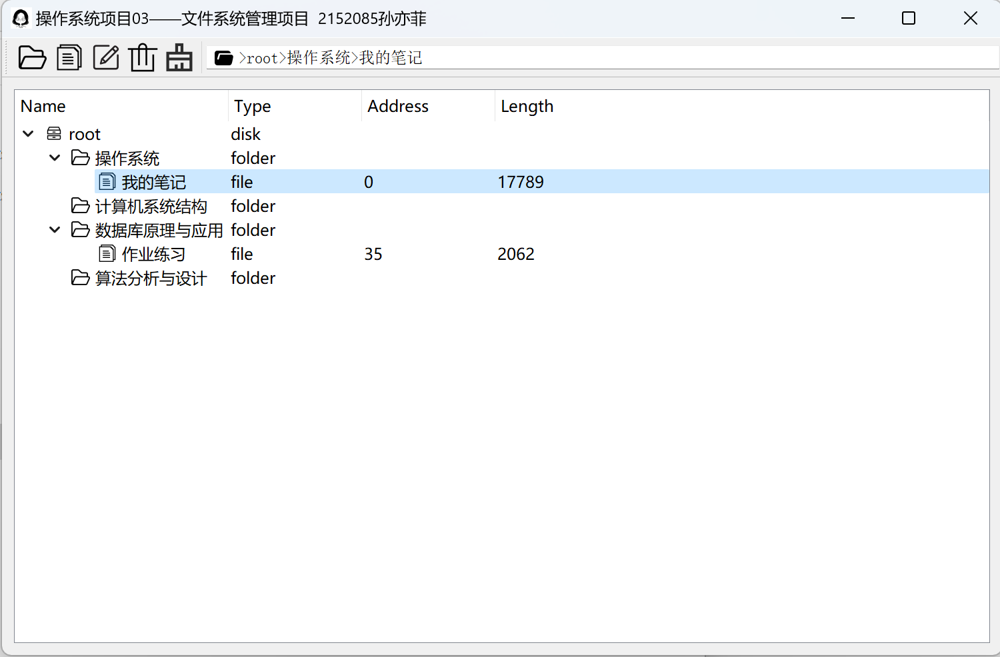 操作系统项目03——文件系统管理项目 2152085孙亦菲
>root>操作系统>我的笔记
Name Type Address Length
root disk
操作系统 folder
我的笔记 file 0 17789
计算机系统结构 folder
数据库原理与应用 folder
作业练习 file 35 2062
算法分析与设计 folder